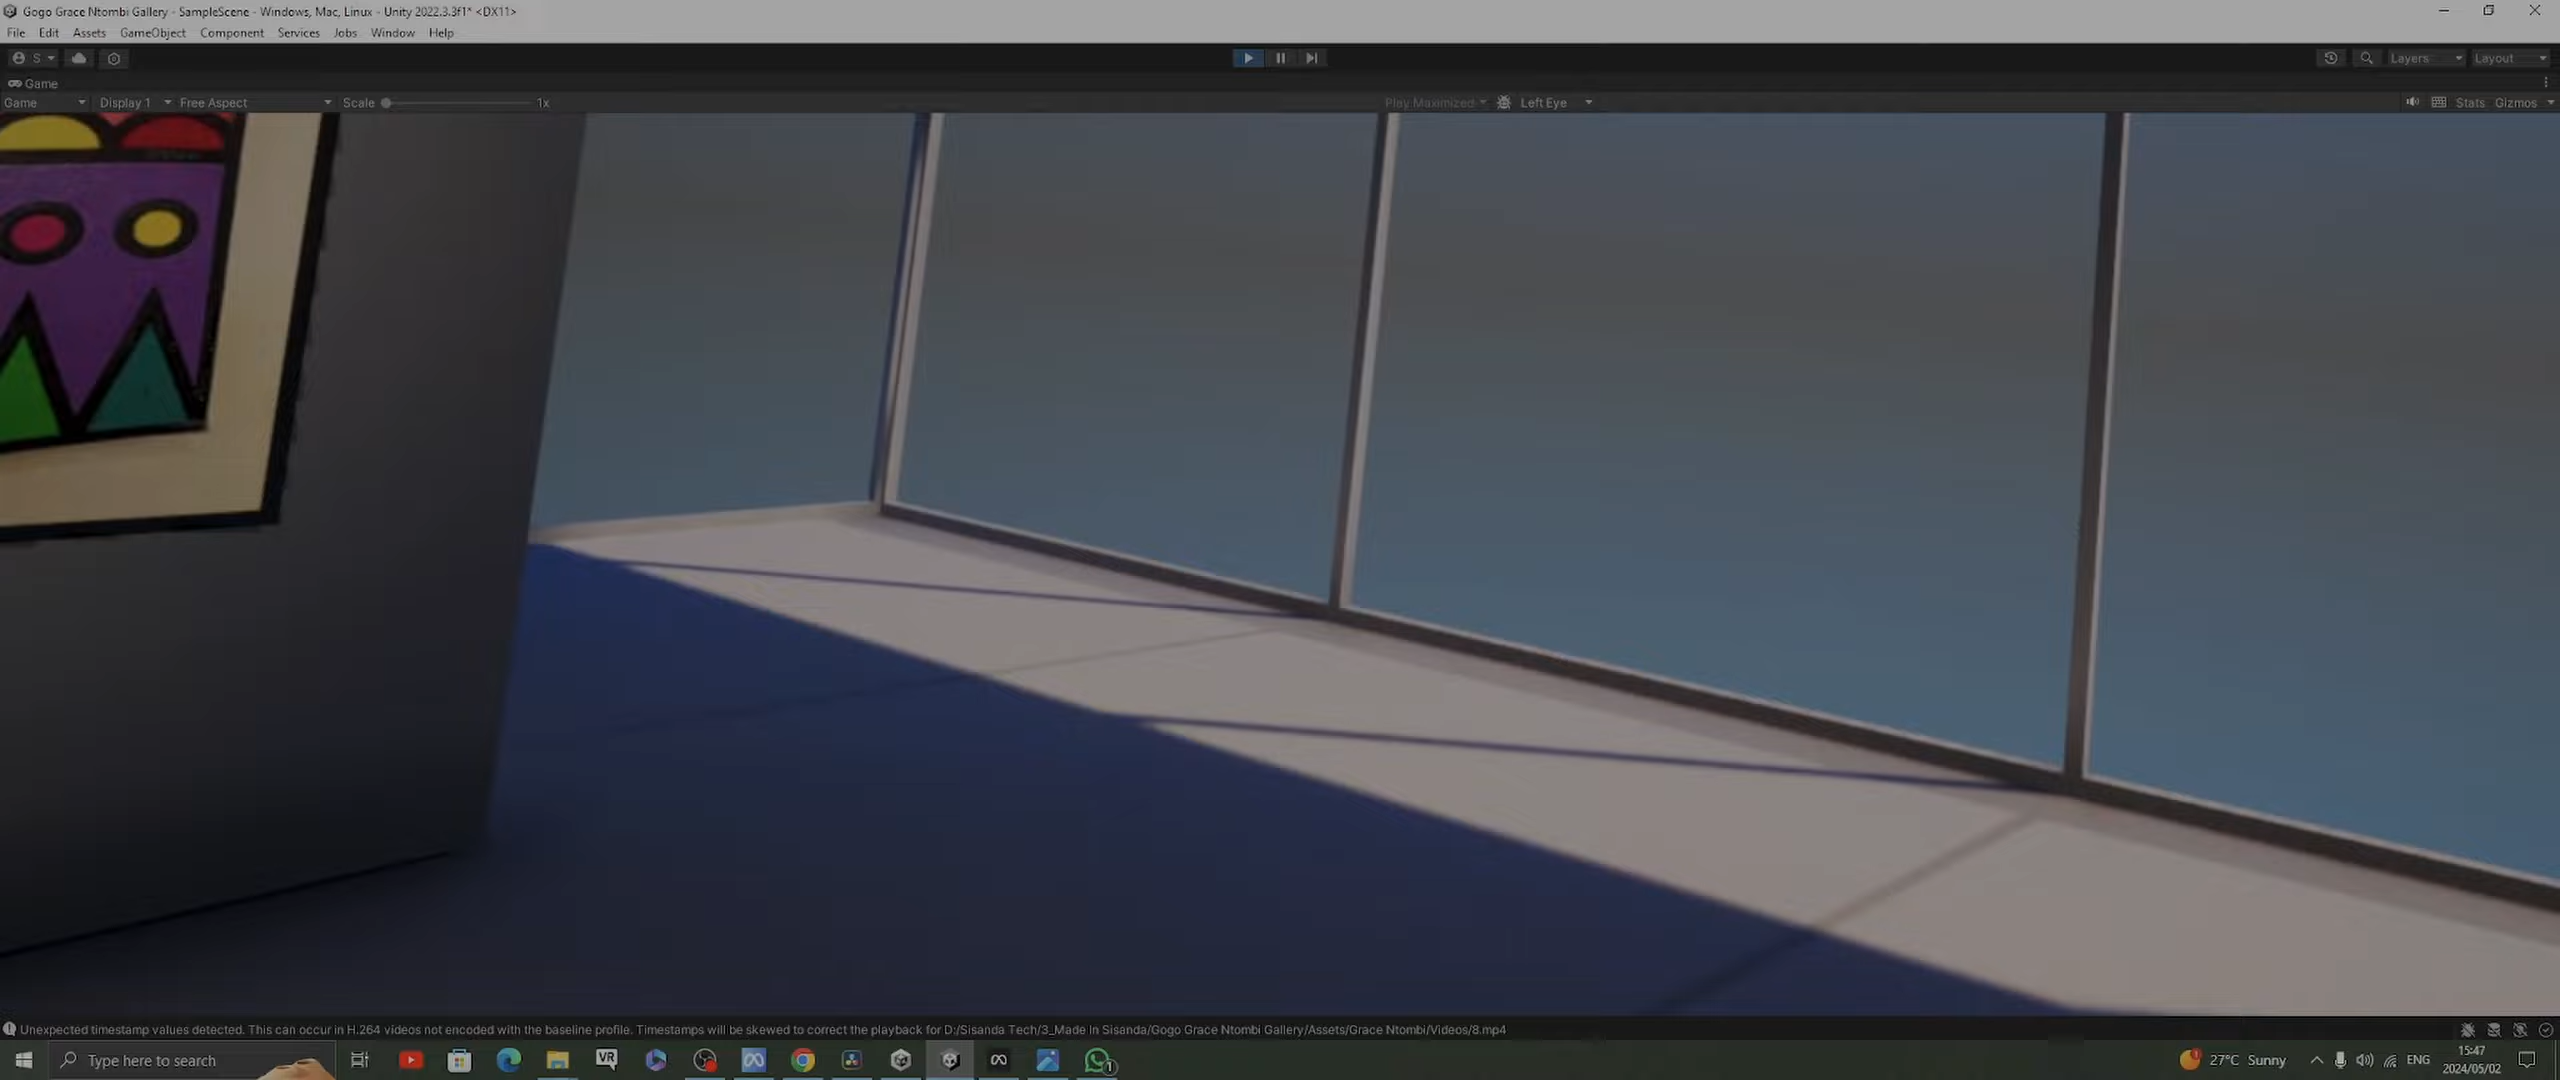 Gogo Grace Ntombi Gallery - SampleScene - Windows, Mac, Linux - Unity 2022.3.3f1* <DX11>
File Edit Assets GameObject Component Services Jobs Window Help
S Layers Layout
Game
Game Display 1 Free Aspect Scale 1x Play Maximized Left Eye Stats Gizmos
Unexpected timestamp values detected. This can occur in H.264 videos not encoded with the baseline profile. Timestamps will be skewed to correct the playback for D:/Sisanda Tech/3_Made In Sisanda/Gogo Grace Ntombi Gallery/Assets/Grace Ntombi/Videos/8.mp4
Type here to search VR 1 27°C Sunny ENG 15:47
2024/05/02